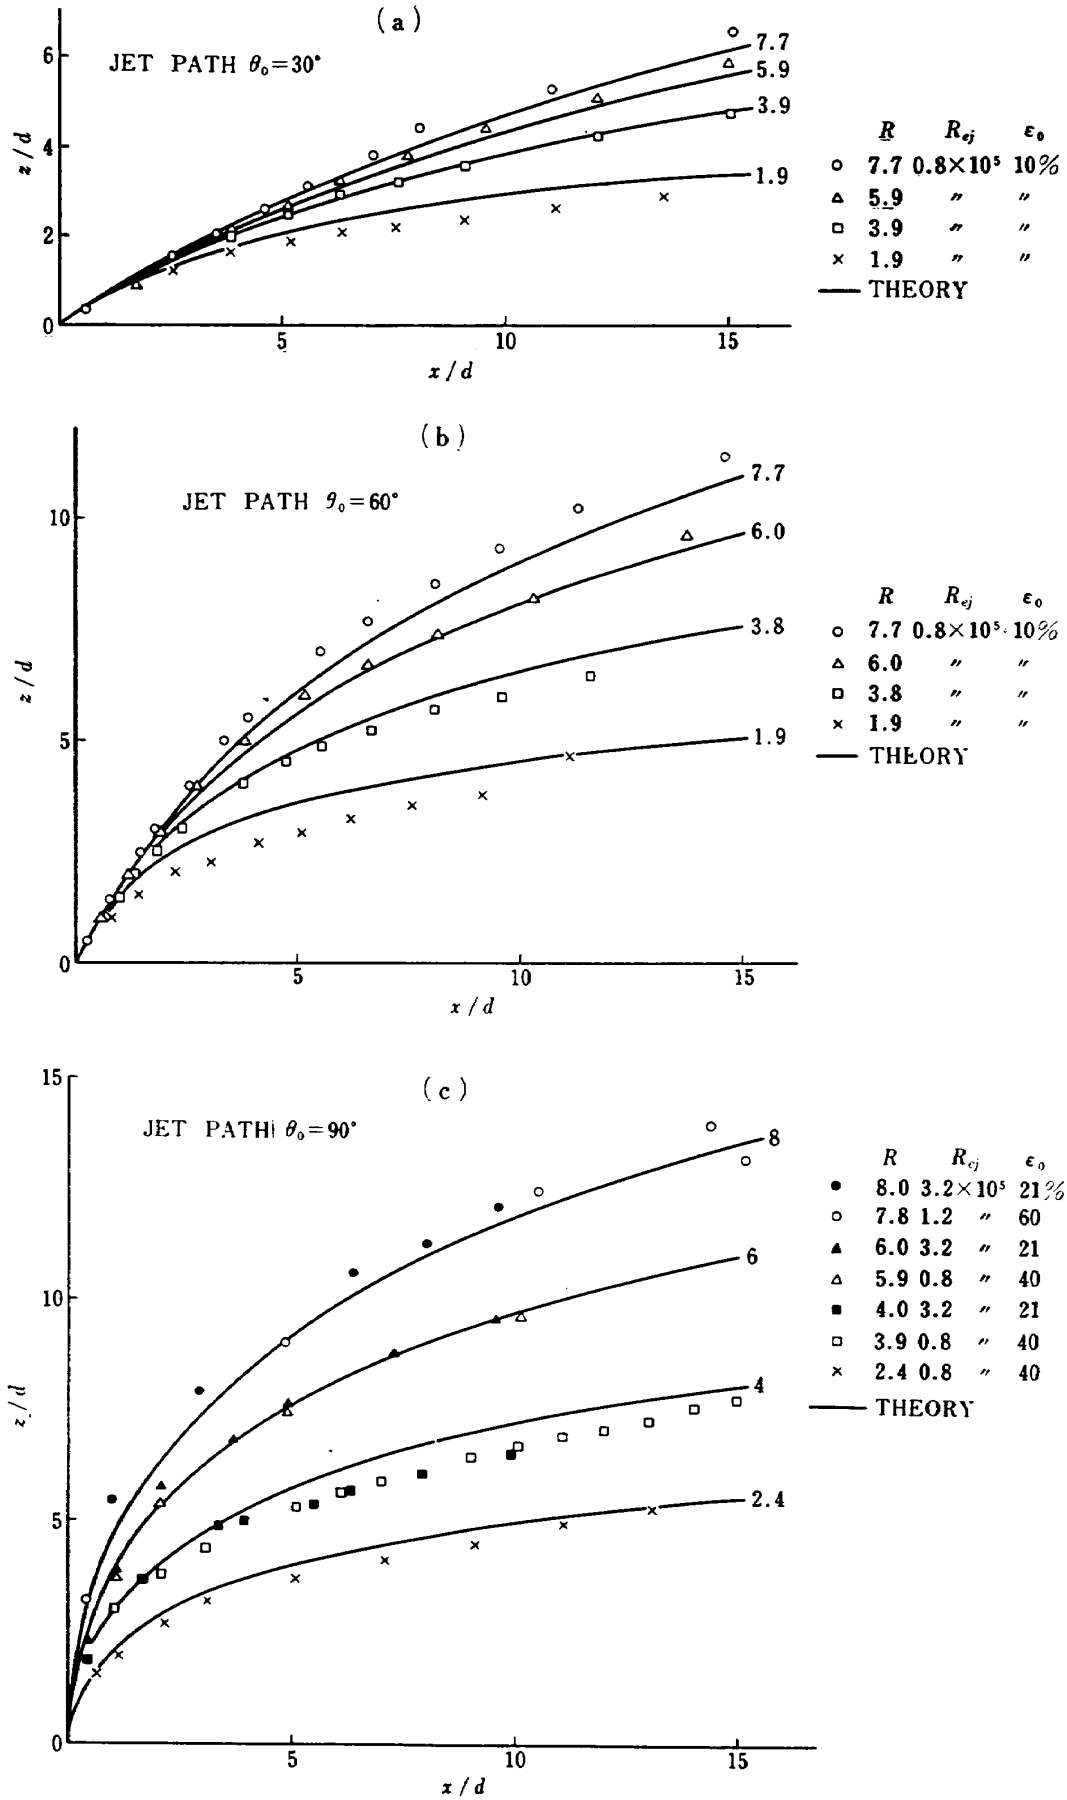 (a)
JET PATH θ₀=30°
z/d
6
4
2
0
5
10
15
x/d
7.7
5.9
3.9
1.9
R Rej ε₀
○ 7.7 0.8×10⁵ 10%
△ 5.9 〃 〃
□ 3.9 〃 〃
× 1.9 〃 〃
— THEORY
(b)
JET PATH θ₀=60°
z/d
10
5
0
5
10
15
x/d
7.7
6.0
3.8
1.9
R Rej ε₀
○ 7.7 0.8×10⁵ 10%
△ 6.0 〃 〃
□ 3.8 〃 〃
× 1.9 〃 〃
— THEORY
(c)
JET PATH θ₀=90°
z/d
15
10
5
0
5
10
15
x/d
8
6
4
2.4
R Rej ε₀
● 8.0 3.2×10⁵ 21%
○ 7.8 1.2 〃 60
▲ 6.0 3.2 〃 21
△ 5.9 0.8 〃 40
■ 4.0 3.2 〃 21
□ 3.9 0.8 〃 40
× 2.4 0.8 〃 40
— THEORY